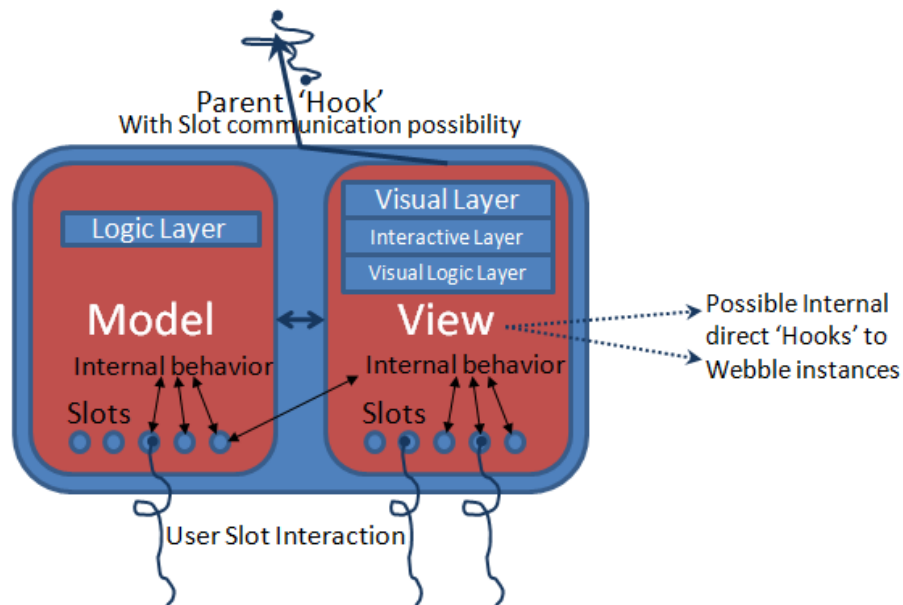 Parent 'Hook'
With Slot communication possibility
Logic Layer
Model
Internal behavior
Slots
Visual Layer
Interactive Layer
Visual Logic Layer
View
Internal behavior
Slots
Possible Internal
direct 'Hooks' to
Webble instances
User Slot Interaction